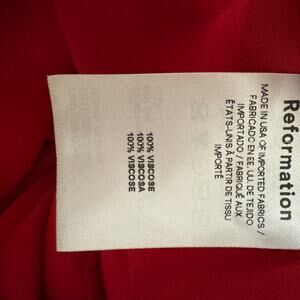 Reformation
MADE IN USA OF IMPORTED FABRICS /
FABRICADO EN EE. UU. DE TEJIDO
IMPORTADO / FABRIQUÉ AUX
ÉTATS-UNIS À PARTIR DE TISSU
IMPORTÉ
100% VISCOSE
100% VISCOSA
100% VISCOSE